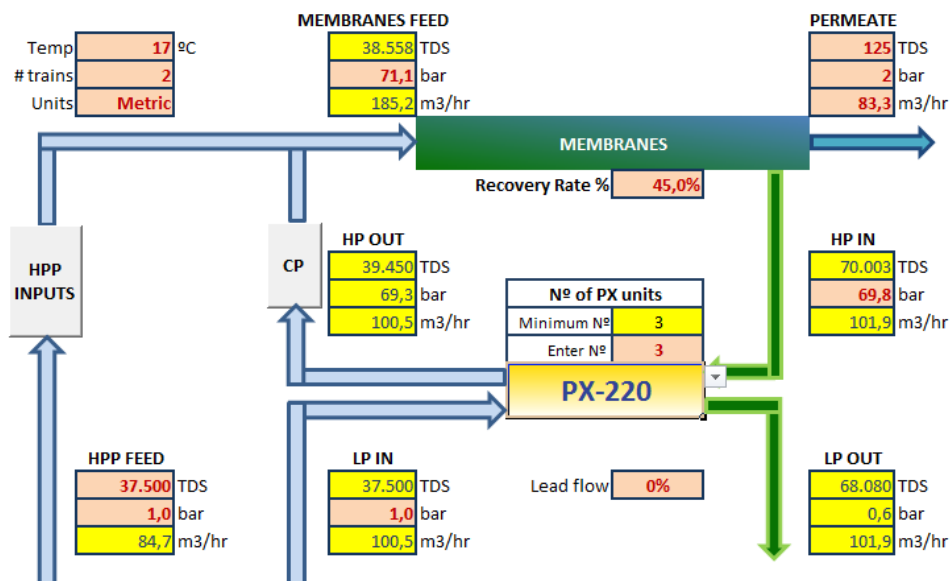 MEMBRANES FEED
PERMEATE
Temp 17 ºC
38.558 TDS
125 TDS
# trains 2
71,1 bar
2 bar
Units Metric
185,2 m3/hr
83,3 m3/hr
MEMBRANES
Recovery Rate % 45,0%
HPP INPUTS
CP
HP OUT
39.450 TDS
69,3 bar
100,5 m3/hr
Nº of PX units
Minimum Nº 3
Enter Nº 3
HP IN
70.003 TDS
69,8 bar
101,9 m3/hr
PX-220
HPP FEED
37.500 TDS
1,0 bar
84,7 m3/hr
LP IN
37.500 TDS
1,0 bar
100,5 m3/hr
Lead flow 0%
LP OUT
68.080 TDS
0,6 bar
101,9 m3/hr